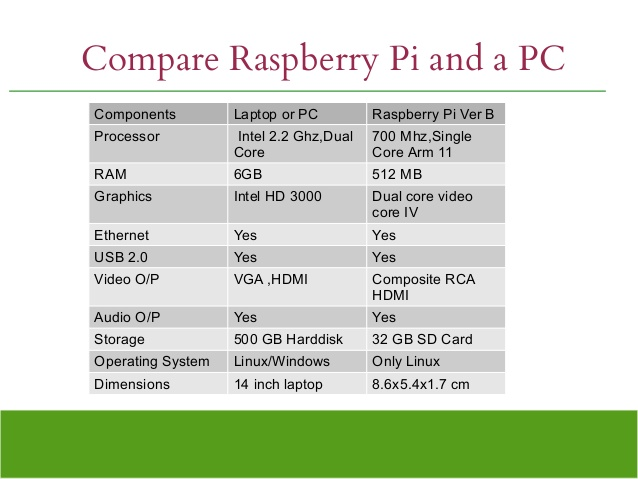 Compare Raspberry Pi and a PC
Components Laptop or PC Raspberry Pi Ver B
Processor Intel 2.2 Ghz,Dual Core 700 Mhz,Single Core Arm 11
RAM 6GB 512 MB
Graphics Intel HD 3000 Dual core video core IV
Ethernet Yes Yes
USB 2.0 Yes Yes
Video O/P VGA ,HDMI Composite RCA HDMI
Audio O/P Yes Yes
Storage 500 GB Harddisk 32 GB SD Card
Operating System Linux/Windows Only Linux
Dimensions 14 inch laptop 8.6x5.4x1.7 cm